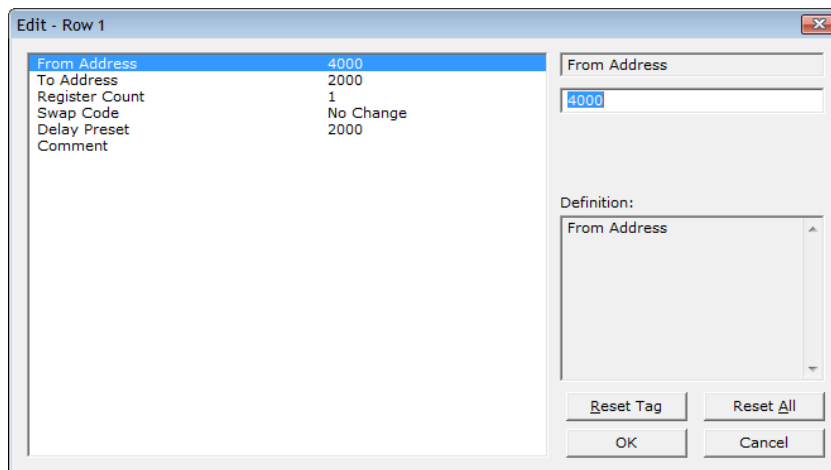 Edit - Row 1
From Address 4000
To Address 2000
Register Count 1
Swap Code No Change
Delay Preset 2000
Comment
From Address
4000
Definition:
From Address
Reset Tag Reset All
OK Cancel